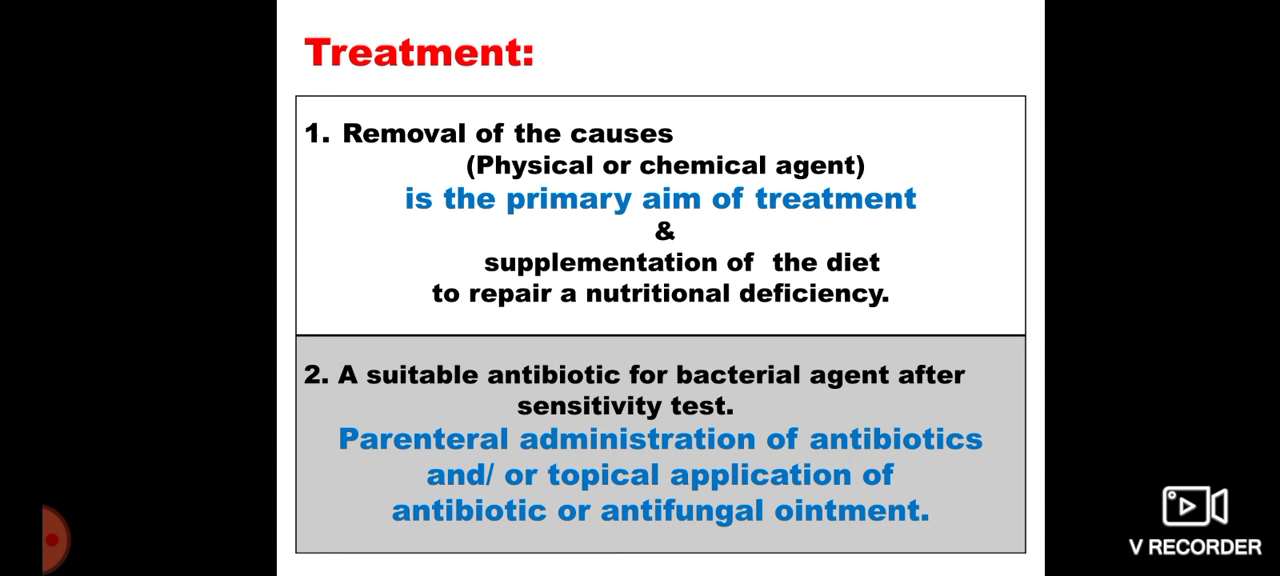 Treatment:
1. Removal of the causes
(Physical or chemical agent)
is the primary aim of treatment
&
supplementation of the diet
to repair a nutritional deficiency.
2. A suitable antibiotic for bacterial agent after
sensitivity test.
Parenteral administration of antibiotics
and/ or topical application of
antibiotic or antifungal ointment.
V RECORDER